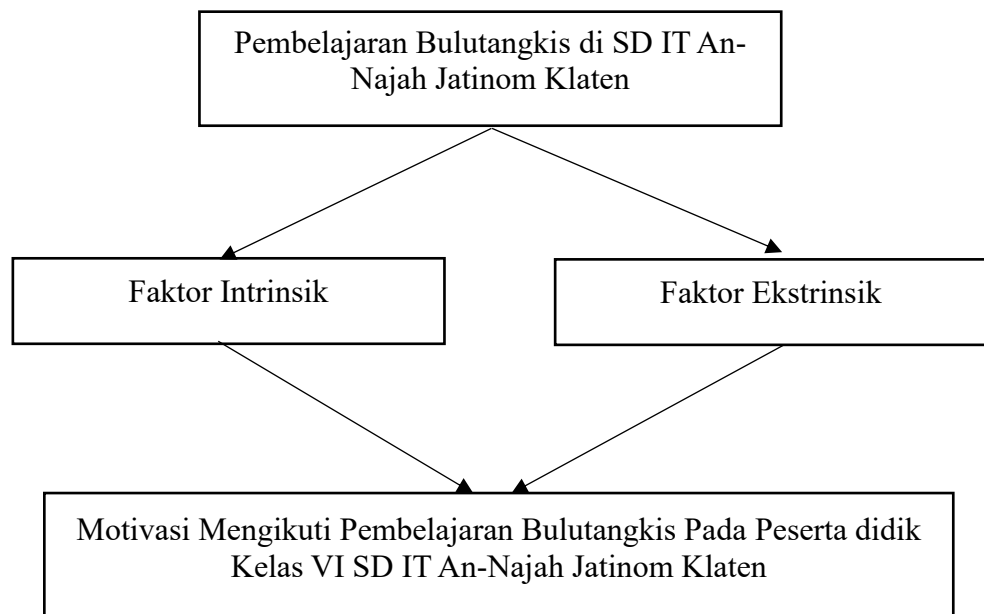 Pembelajaran Bulutangkis di SD IT An-
Najah Jatinom Klaten
Faktor Intrinsik
Faktor Ekstrinsik
Motivasi Mengikuti Pembelajaran Bulutangkis Pada Peserta didik
Kelas VI SD IT An-Najah Jatinom Klaten